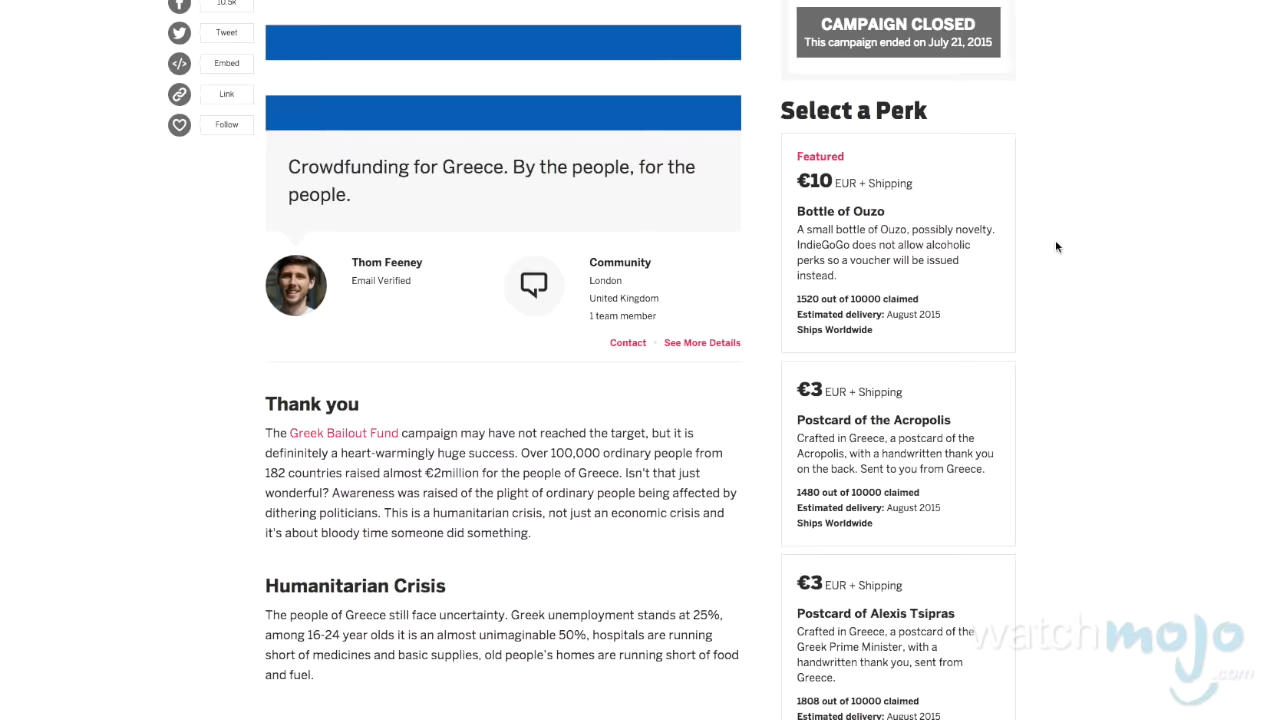 10.5k
Tweet
Embed
Link
Follow
Crowdfunding for Greece. By the people, for the
people.
Thom Feeney
Email Verified
Community
London
United Kingdom
1 team member
Contact · See More Details
Thank you
The Greek Bailout Fund campaign may have not reached the target, but it is
defininitely a heart-warmingly huge success. Over 100,000 ordinary people from
182 countries raised almost €2million for the people of Greece. Isn't that just
wonderful? Awareness was raised of the plight of ordinary people being affected by
dithering politicians. This is a humanitarian crisis, not just an economic crisis and
it's about bloody time someone did something.
Humanitarian Crisis
The people of Greece still face uncertainty. Greek unemployment stands at 25%,
among 16-24 year olds it is an almost unimaginable 50%, hospitals are running
short of medicines and basic supplies, old people's homes are running short of food
and fuel.
CAMPAIGN CLOSED
This campaign ended on July 21, 2015
Select a Perk
Featured
€10 EUR + Shipping
Bottle of Ouzo
A small bottle of Ouzo, possibly novelty.
IndieGoGo does not allow alcoholic
perks so a voucher will be issued
instead.
1520 out of 10000 claimed
Estimated delivery: August 2015
Ships Worldwide
€3 EUR + Shipping
Postcard of the Acropolis
Crafted in Greece, a postcard of the
Acropolis, with a handwritten thank you
on the back. Sent to you from Greece.
1480 out of 10000 claimed
Estimated delivery: August 2015
Ships Worldwide
€3 EUR + Shipping
Postcard of Alexis Tsipras
Crafted in Greece, a postcard of the
Greek Prime Minister, with a
handwritten thank you, sent from
Greece.
1808 out of 10000 claimed
Estimated delivery: August 2015
watchmojo
.com